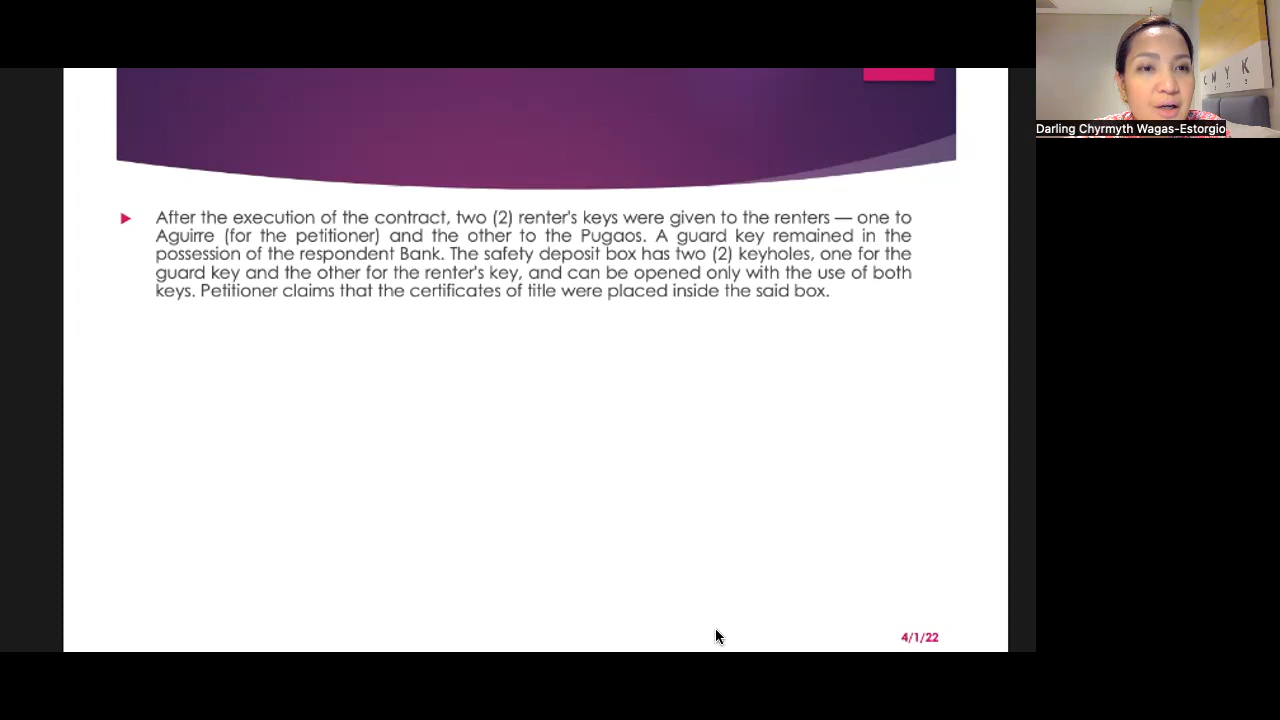 C M Y K
Darling Chyrmyth Wagas-Estorgio
After the execution of the contract, two (2) renter's keys were given to the renters — one to
Aguirre (for the petitioner) and the other to the Pugaos. A guard key remained in the
possession of the respondent Bank. The safety deposit box has two (2) keyholes, one for the
guard key and the other for the renter's key, and can be opened only with the use of both
keys. Petitioner claims that the certificates of title were placed inside the said box.
4/1/22